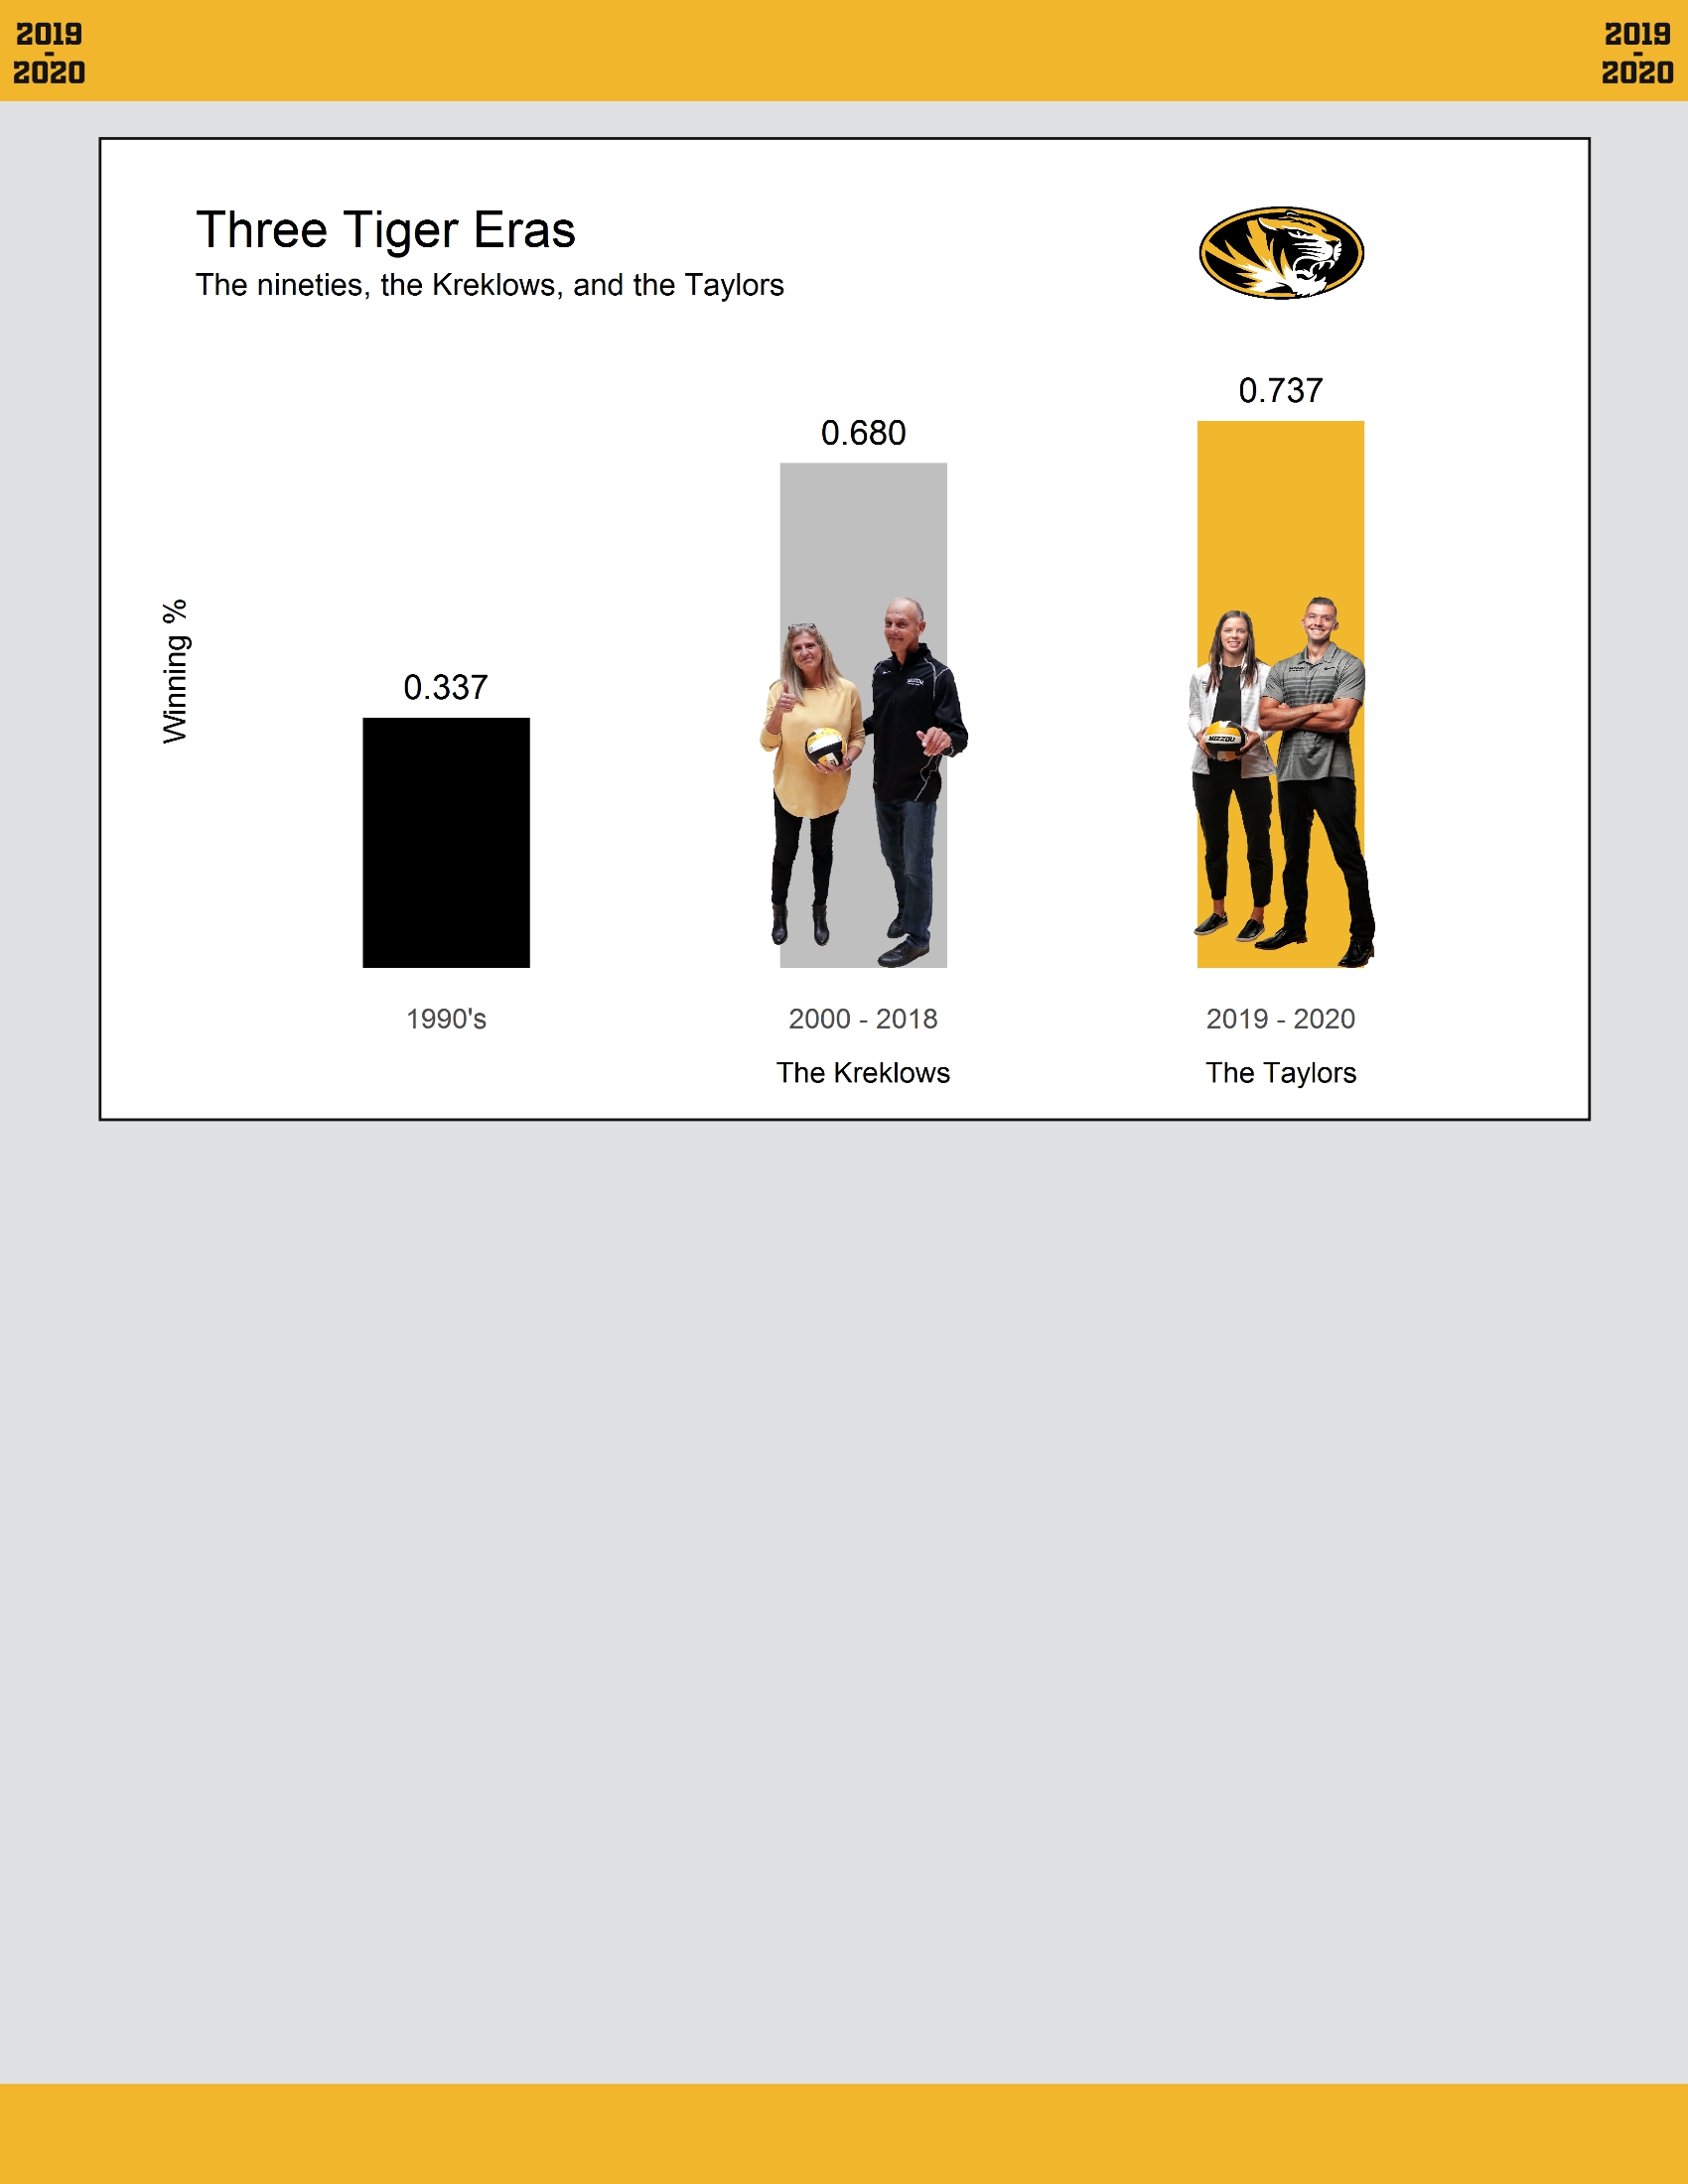 2019
-
2020
2019
-
2020
Three Tiger Eras
The nineties, the Kreklows, and the Taylors
Winning %
0.337
0.680
0.737
MIZZOU
1990's
2000 - 2018
2019 - 2020
The Kreklows
The Taylors